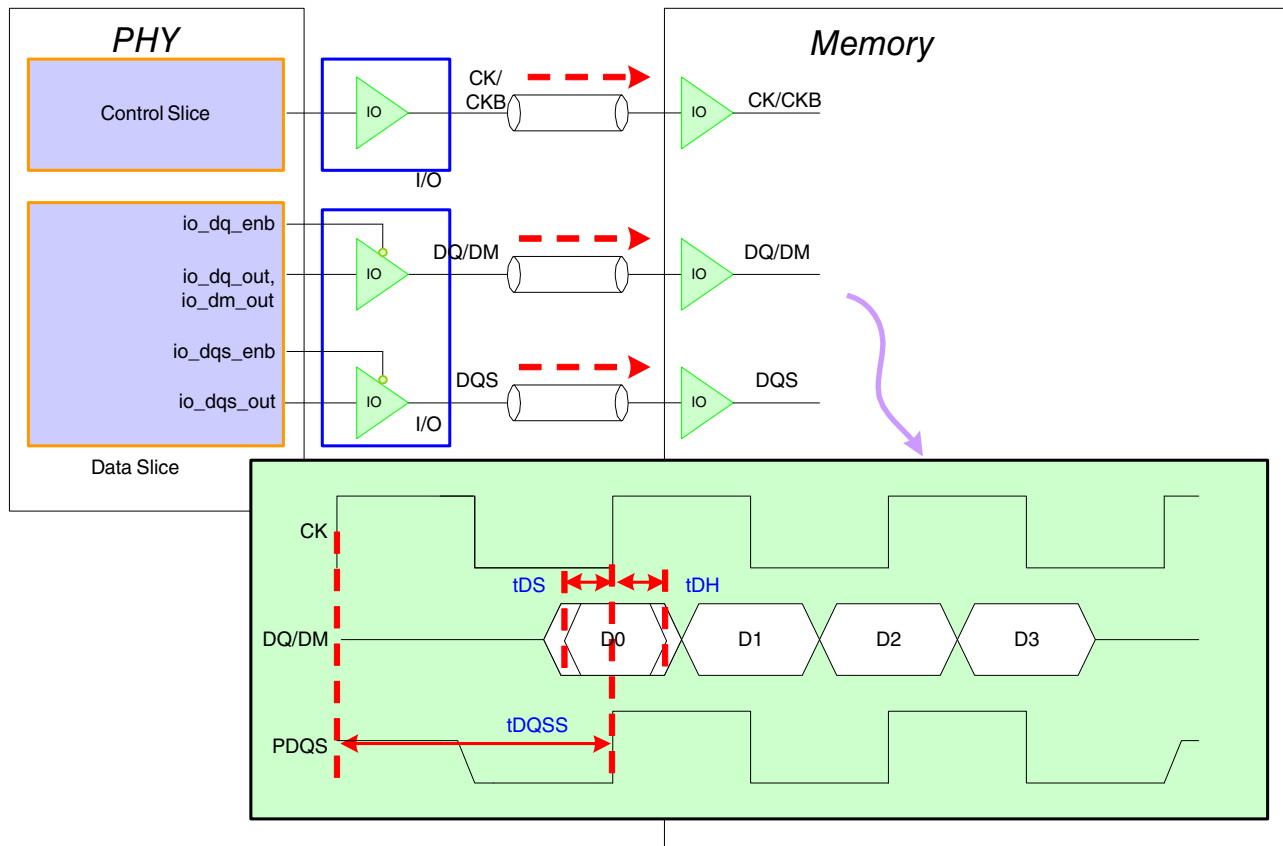 PHY
Memory
Control Slice
IO
CK/
CKB
IO
CK/CKB
I/O
io_dq_enb
io_dq_out,
io_dm_out
IO
DQ/DM
IO
DQ/DM
io_dqs_enb
io_dqs_out
IO
DQS
IO
DQS
I/O
Data Slice
CK
tDS
tDH
DQ/DM
D0
D1
D2
D3
tDQSS
PDQS